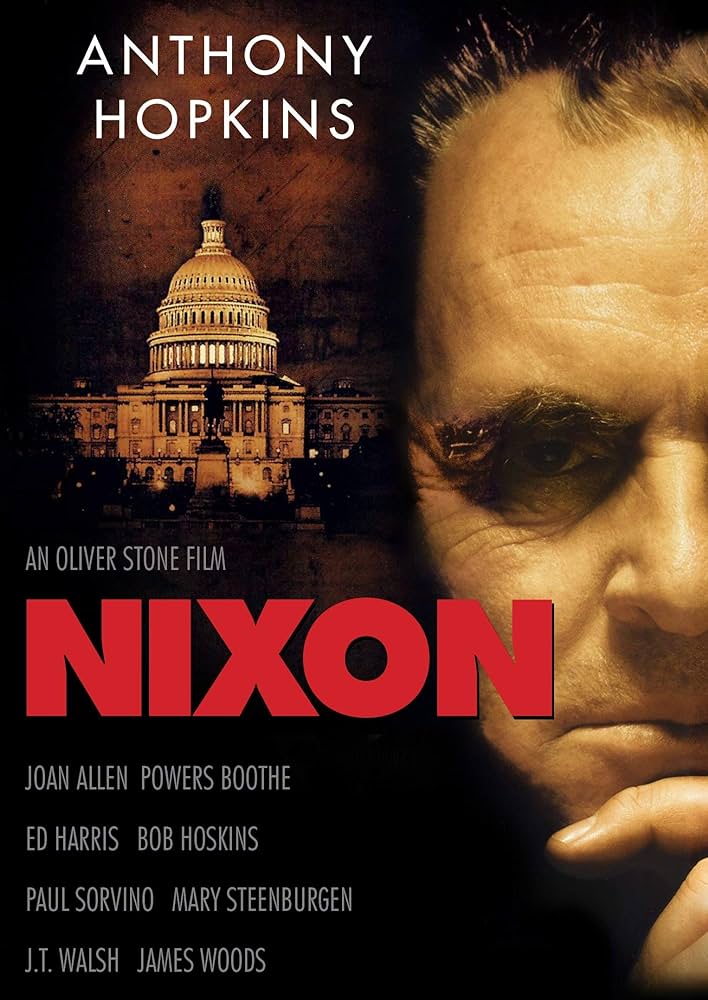 ANTHONY
HOPKINS
AN OLIVER STONE FILM
NIXON
JOAN ALLEN POWERS BOOTHE
ED HARRIS BOB HOSKINS
PAUL SORVINO MARY STEENBURGEN
J.T. WALSH JAMES WOODS